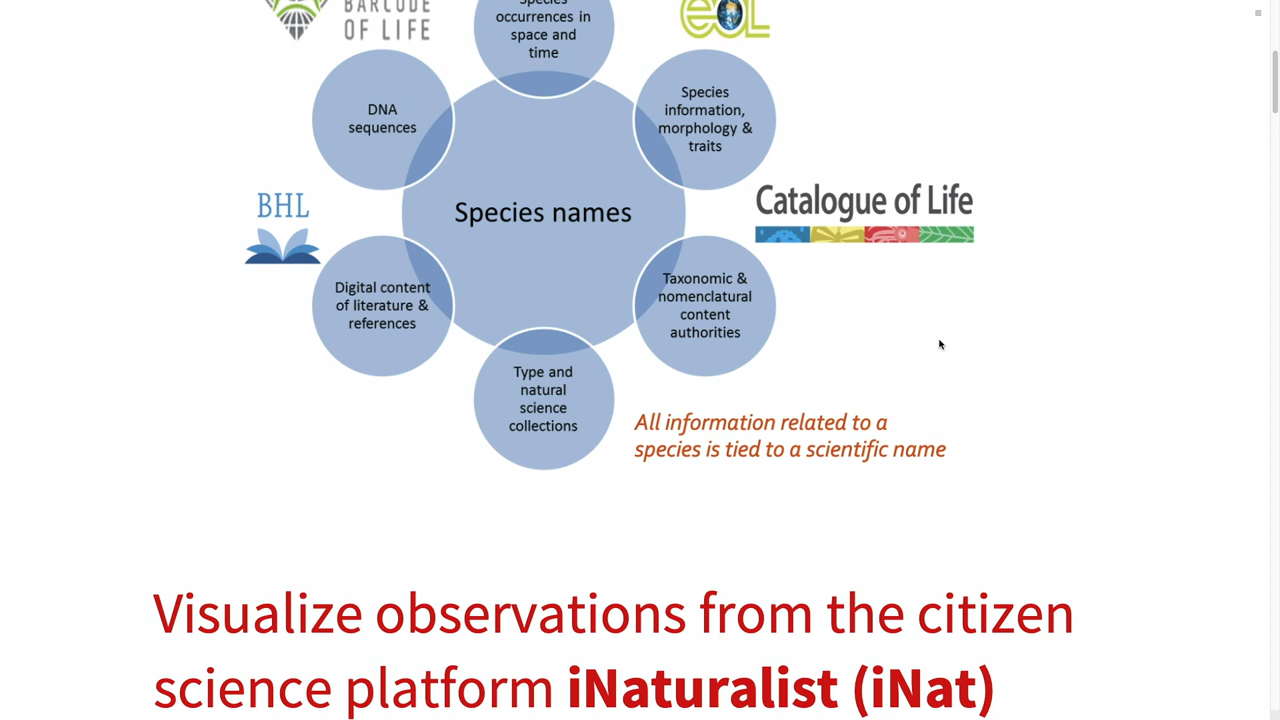 BARCODE
OF LIFE
Species
occurrences in
space and
time
eOL
DNA
sequences
Species
information,
morphology &
traits
BHL
Species names
Catalogue of Life
Digital content
of literature &
references
Taxonomic &
nomenclatural
content
authorities
Type and
natural
science
collections
All information related to a
species is tied to a scientific name
Visualize observations from the citizen
science platform iNaturalist (iNat)